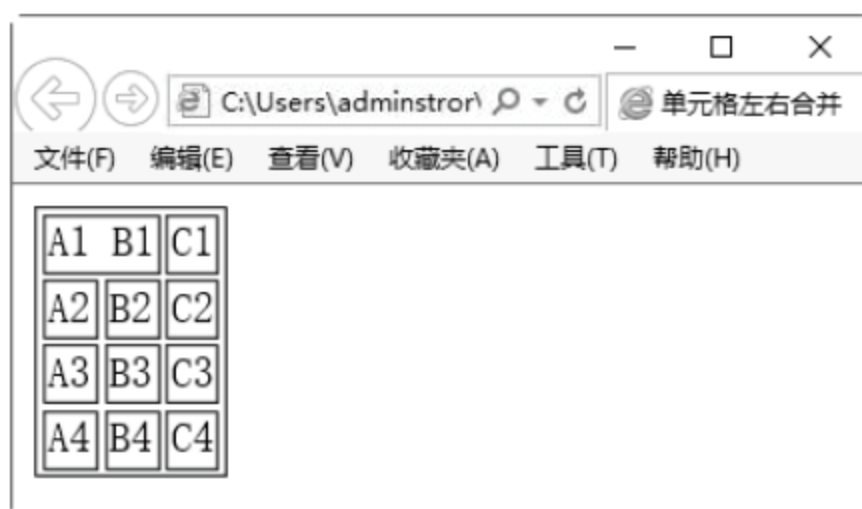 C:\Users\adminstror\ 单元格左右合并
文件(F) 编辑(E) 查看(V) 收藏夹(A) 工具(T) 帮助(H)
A1 B1 C1
A2 B2 C2
A3 B3 C3
A4 B4 C4